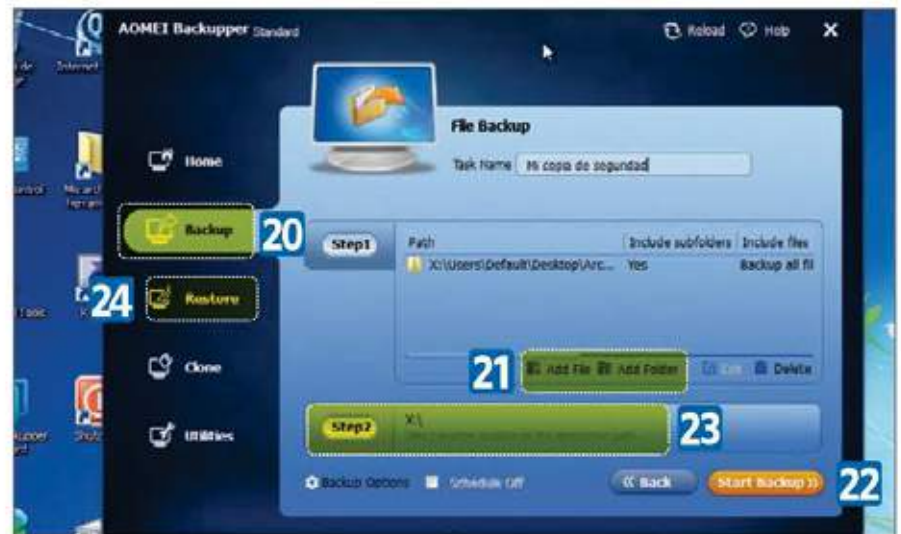 AOMEI Backupper Standard
Reload
Help
Internet
File Backup
Task Name
Mi copia de seguridad
Home
Backup
20
Step1
Path
Include subfolders
Include files
X:\Users\Default\Desktop\Arc...
Yes
Backup all fil
24
Restore
21
Add File
Add Folder
Delete
Clone
Step2
X:\
23
Utilities
Backup Options
Schedule Off
<< Back
Start Backup >>
22